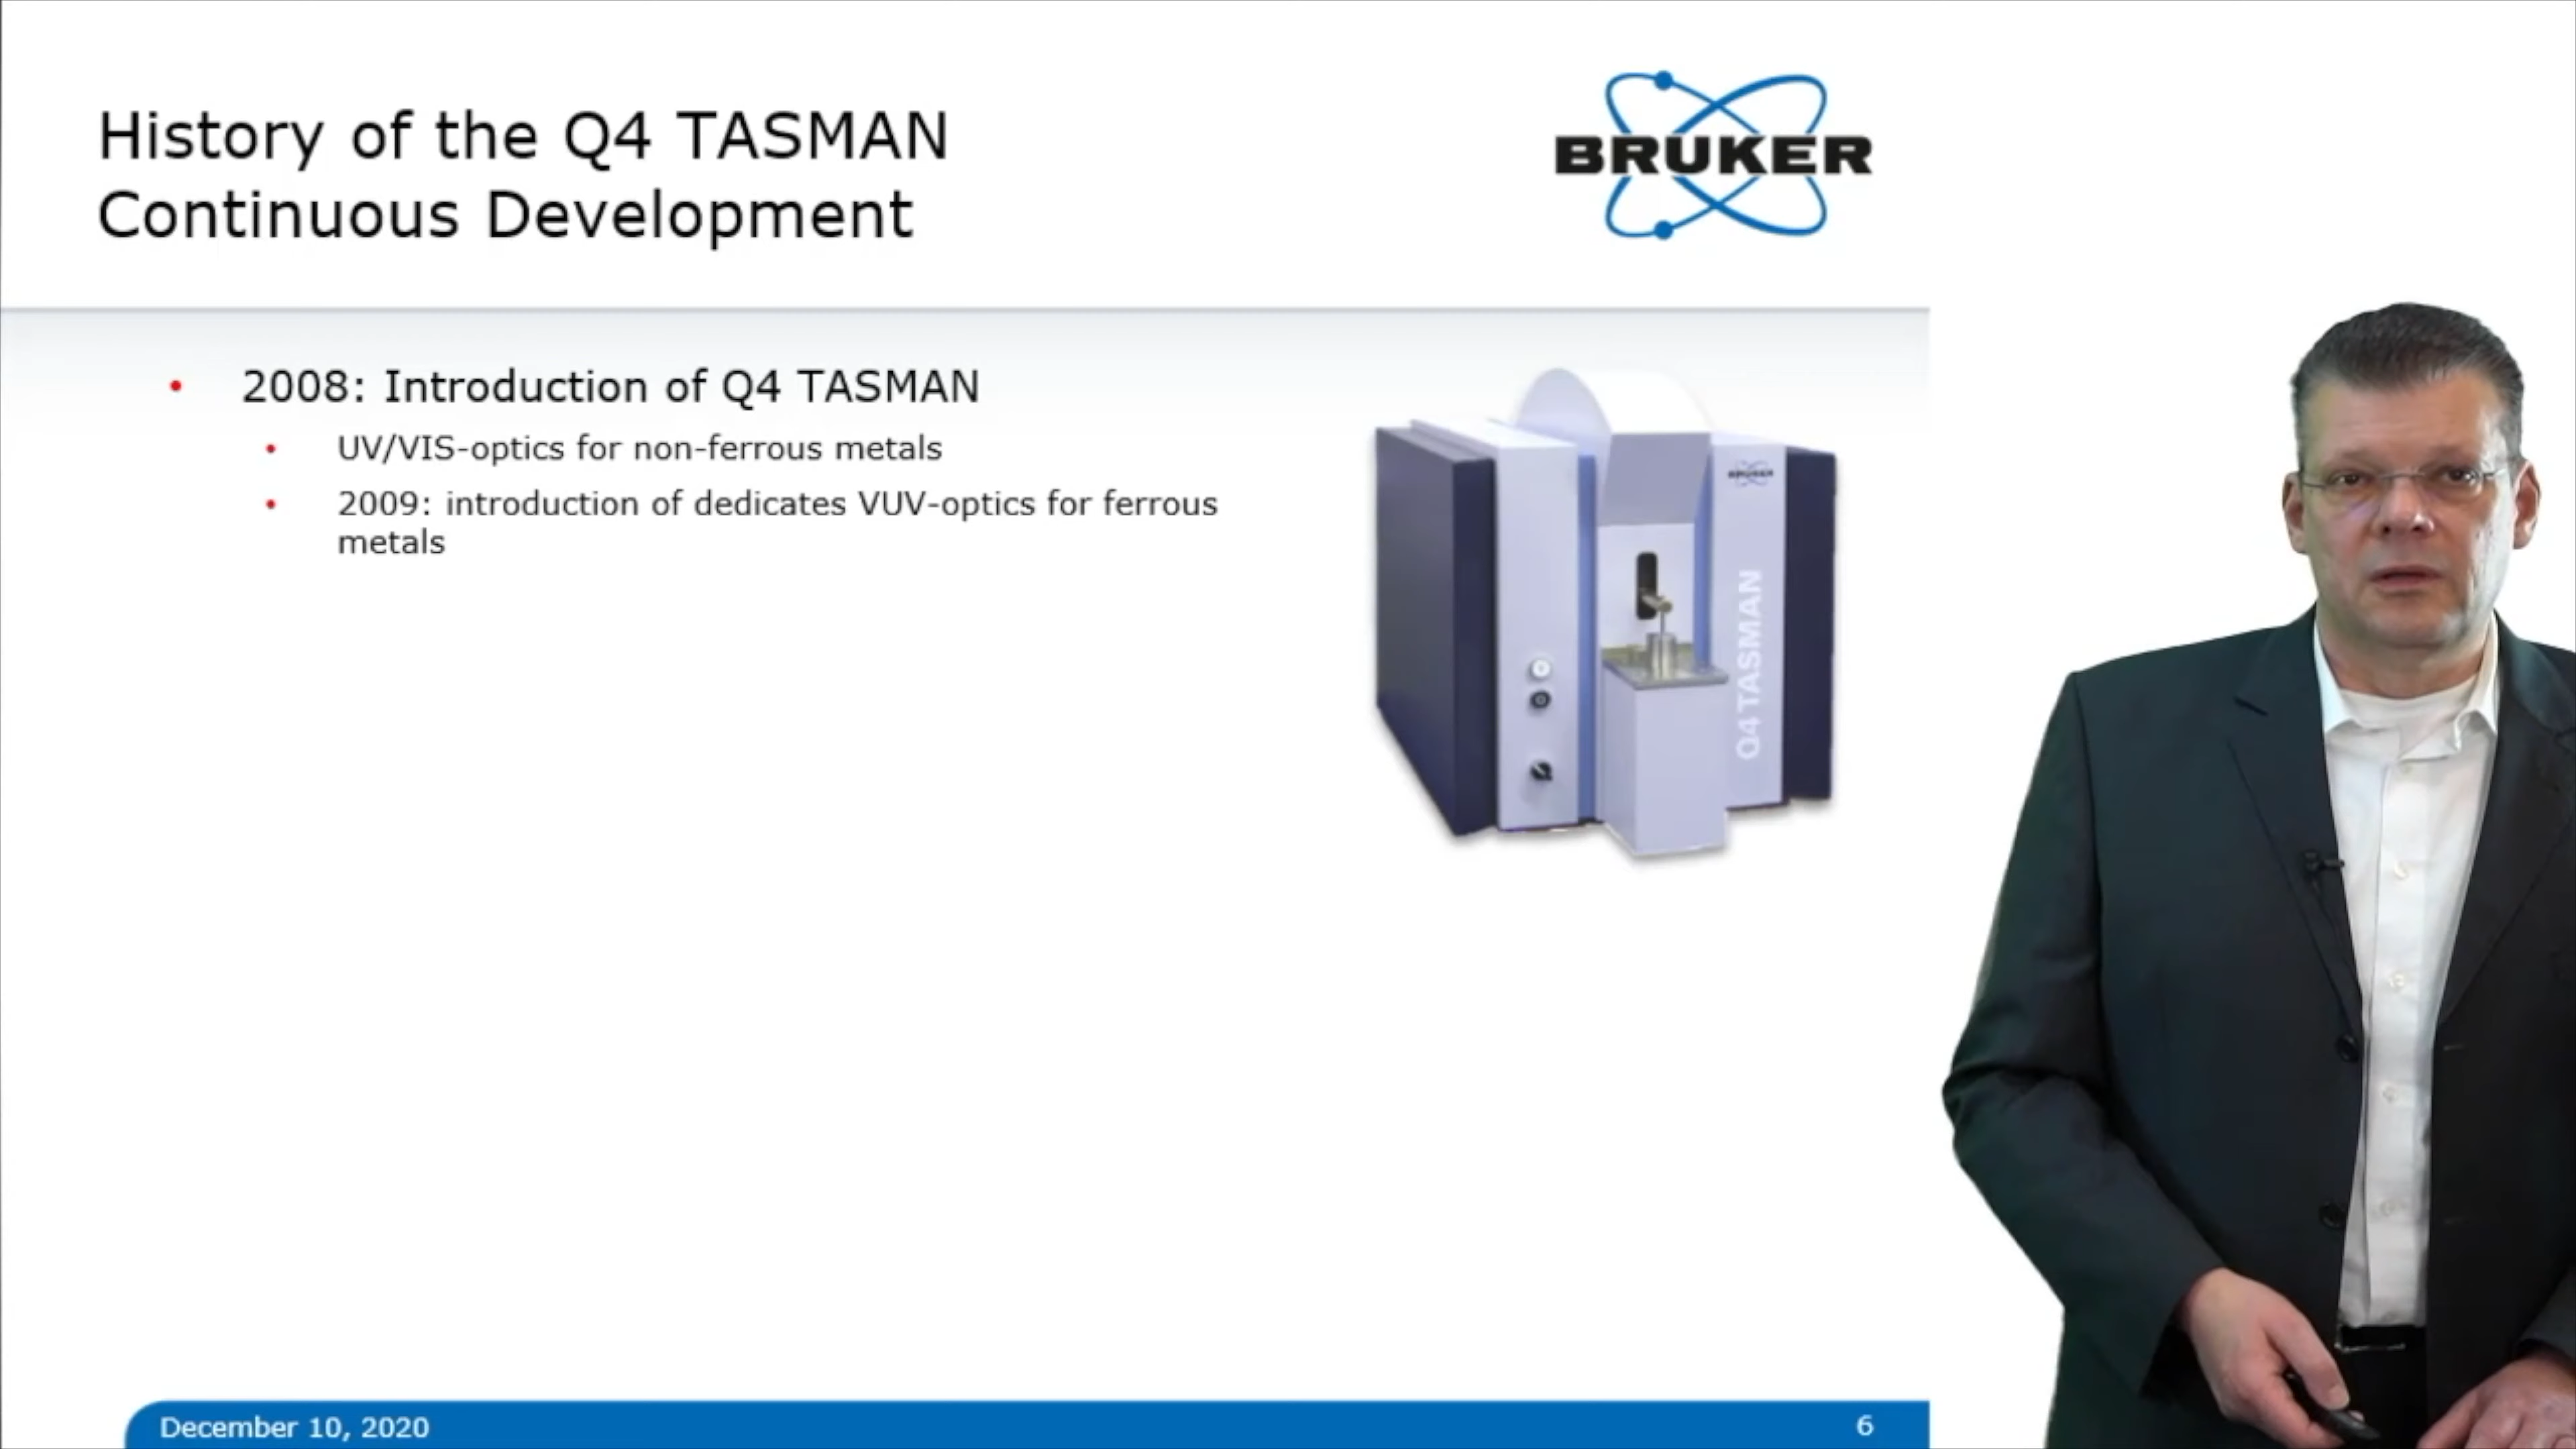 History of the Q4 TASMAN
Continuous Development
BRUKER
• 2008: Introduction of Q4 TASMAN
• UV/VIS-optics for non-ferrous metals
• 2009: introduction of dedicates VUV-optics for ferrous
metals
BRUKER
Q4 TASMAN
December 10, 2020
6